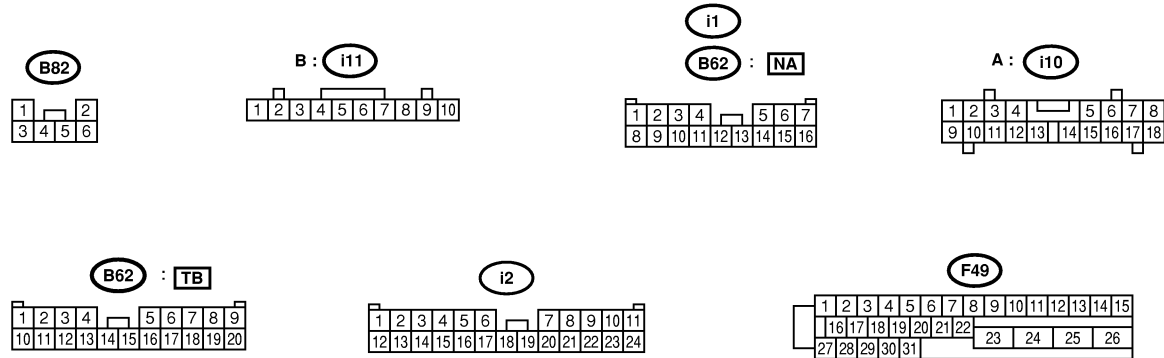 i1
B82
B : i11
B62 : NA
A : i10
1 2
3 4 5 6
1 2 3 4 5 6 7 8 9 10
1 2 3 4 5 6 7
8 9 10 11 12 13 14 15 16
1 2 3 4 5 6 7 8
9 10 11 12 13 14 15 16 17 18
B62 : TB
i2
F49
1 2 3 4 5 6 7 8 9
10 11 12 13 14 15 16 17 18 19 20
1 2 3 4 5 6 7 8 9 10 11
12 13 14 15 16 17 18 19 20 21 22 23 24
1 2 3 4 5 6 7 8 9 10 11 12 13 14 15
16 17 18 19 20 21 22 23 24 25 26
27 28 29 30 31